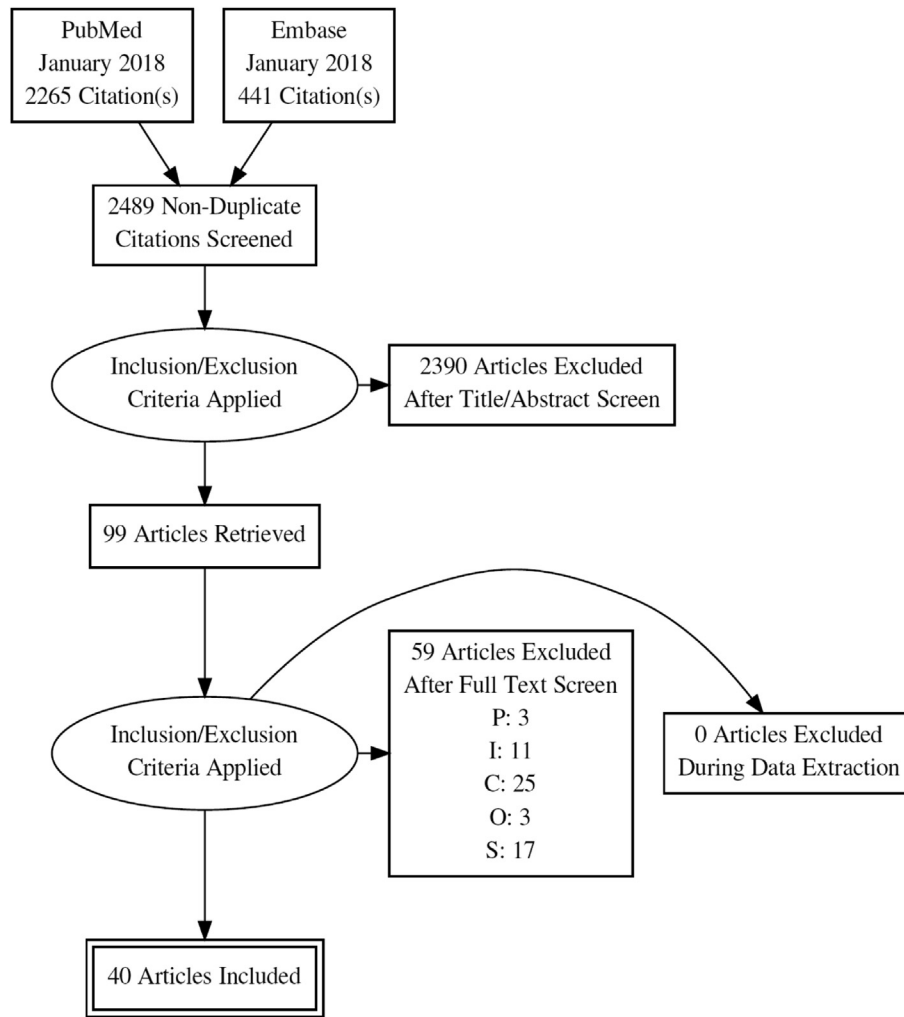 PubMed
January 2018
2265 Citation(s)
Embase
January 2018
441 Citation(s)
2489 Non-Duplicate
Citations Screened
Inclusion/Exclusion
Criteria Applied
2390 Articles Excluded
After Title/Abstract Screen
99 Articles Retrieved
Inclusion/Exclusion
Criteria Applied
59 Articles Excluded
After Full Text Screen
P: 3
I: 11
C: 25
O: 3
S: 17
0 Articles Excluded
During Data Extraction
40 Articles Included